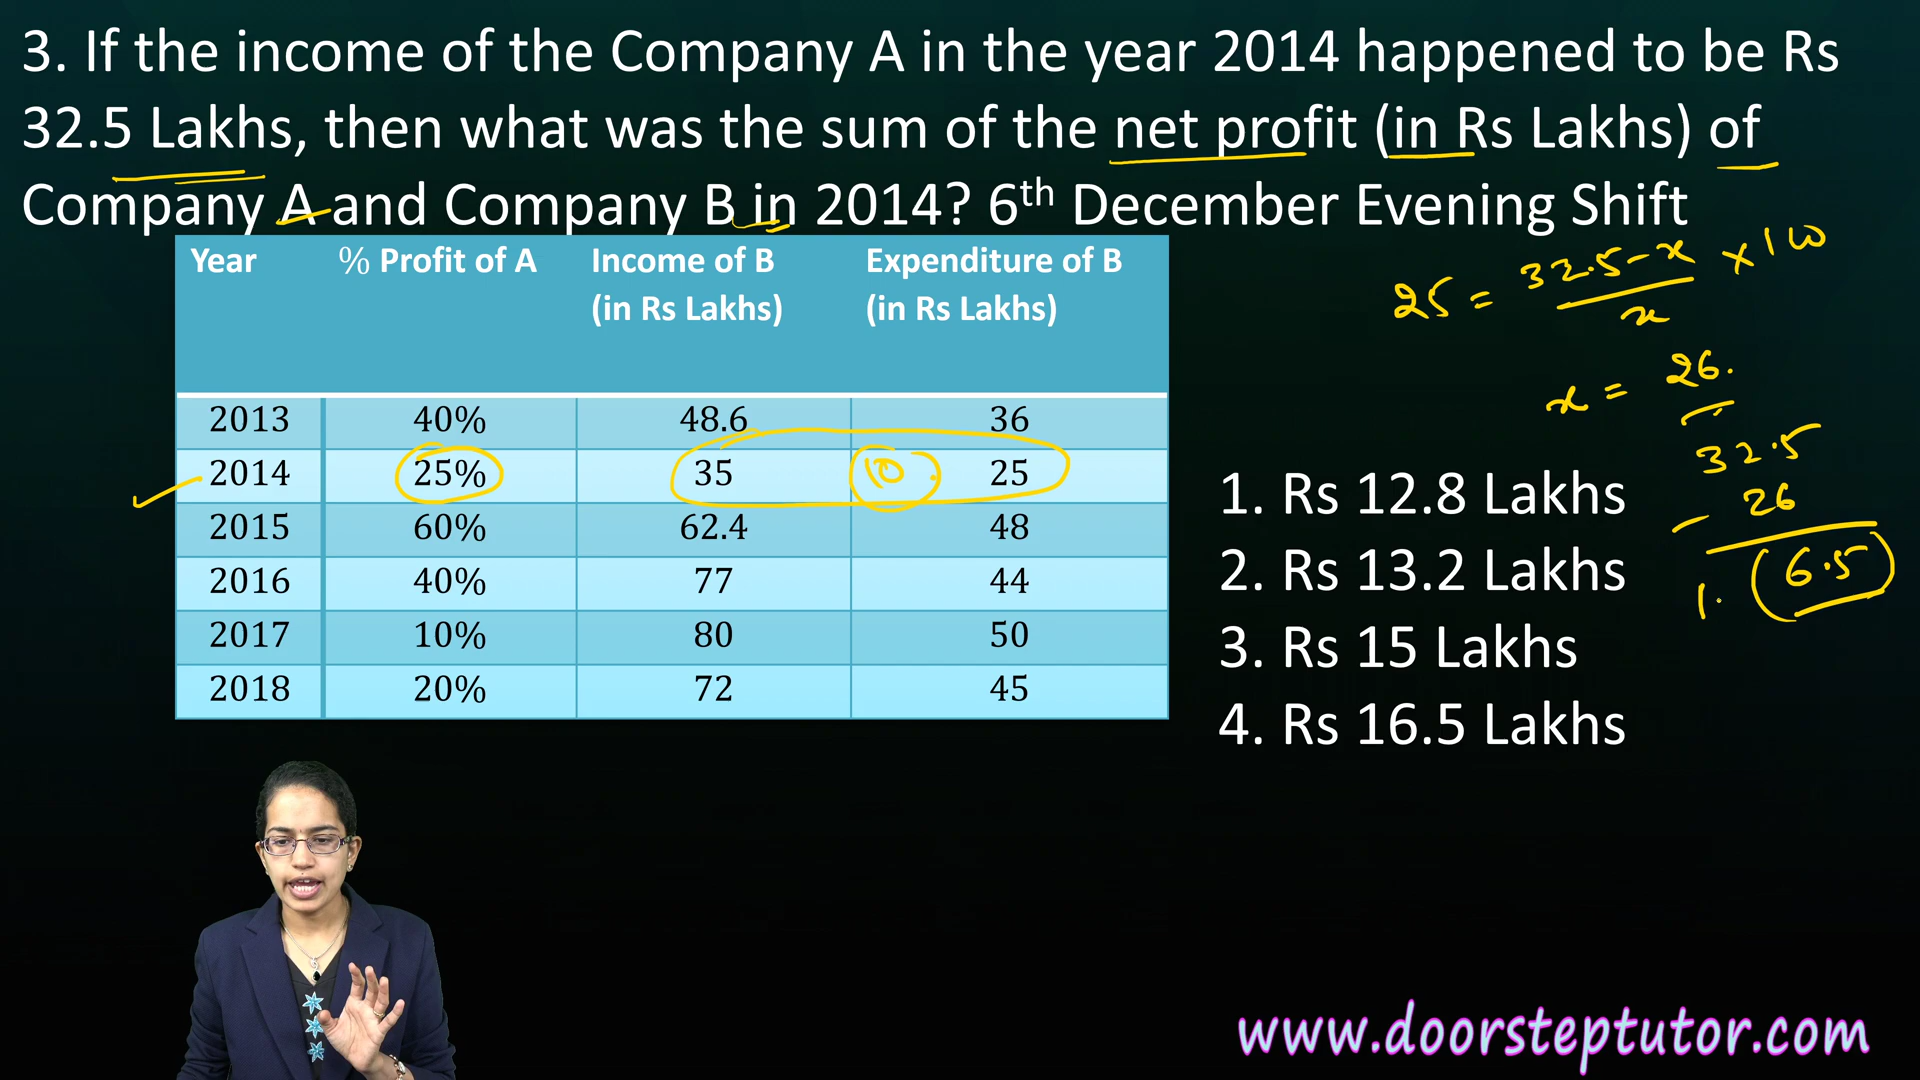 3. If the income of the Company A in the year 2014 happened to be Rs
32.5 Lakhs, then what was the sum of the net profit (in Rs Lakhs) of
Company A and Company B in 2014? 6th December Evening Shift
Year % Profit of A Income of B (in Rs Lakhs) Expenditure of B (in Rs Lakhs)
2013 40% 48.6 36
2014 25% 35 10. 25
2015 60% 62.4 48
2016 40% 77 44
2017 10% 80 50
2018 20% 72 45
25 = 32.5-x / x × 100
x = 26.
32.5
- 26
1. (6.5)
1. Rs 12.8 Lakhs
2. Rs 13.2 Lakhs
3. Rs 15 Lakhs
4. Rs 16.5 Lakhs
www.doorsteptutor.com